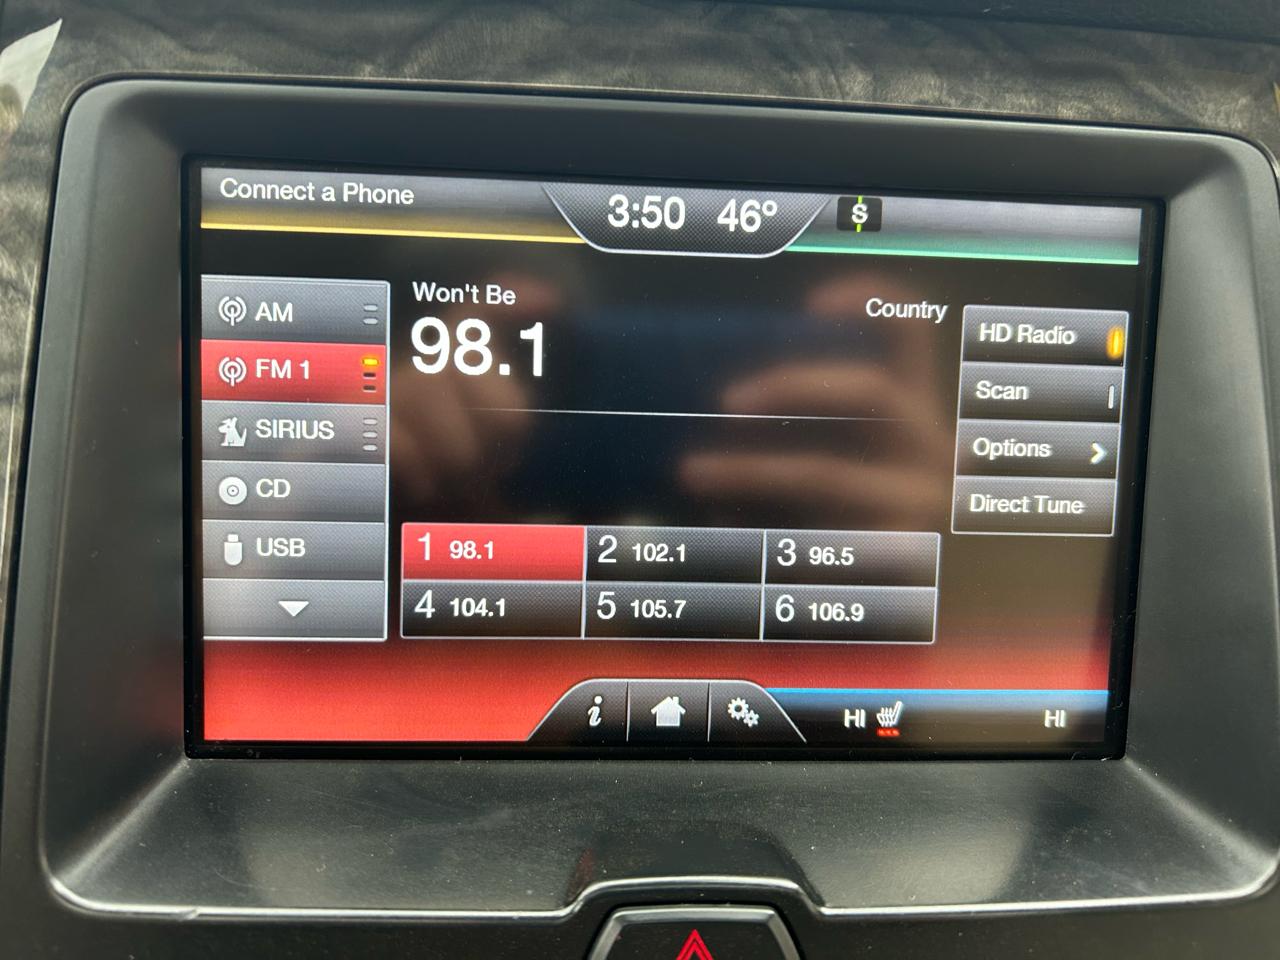 Connect a Phone
3:50 46° S
AM
FM 1
SIRIUS
CD
USB
Won't Be
98.1
Country
HD Radio
Scan
Options
Direct Tune
1 98.1 2 102.1 3 96.5
4 104.1 5 105.7 6 106.9
i
HI HI